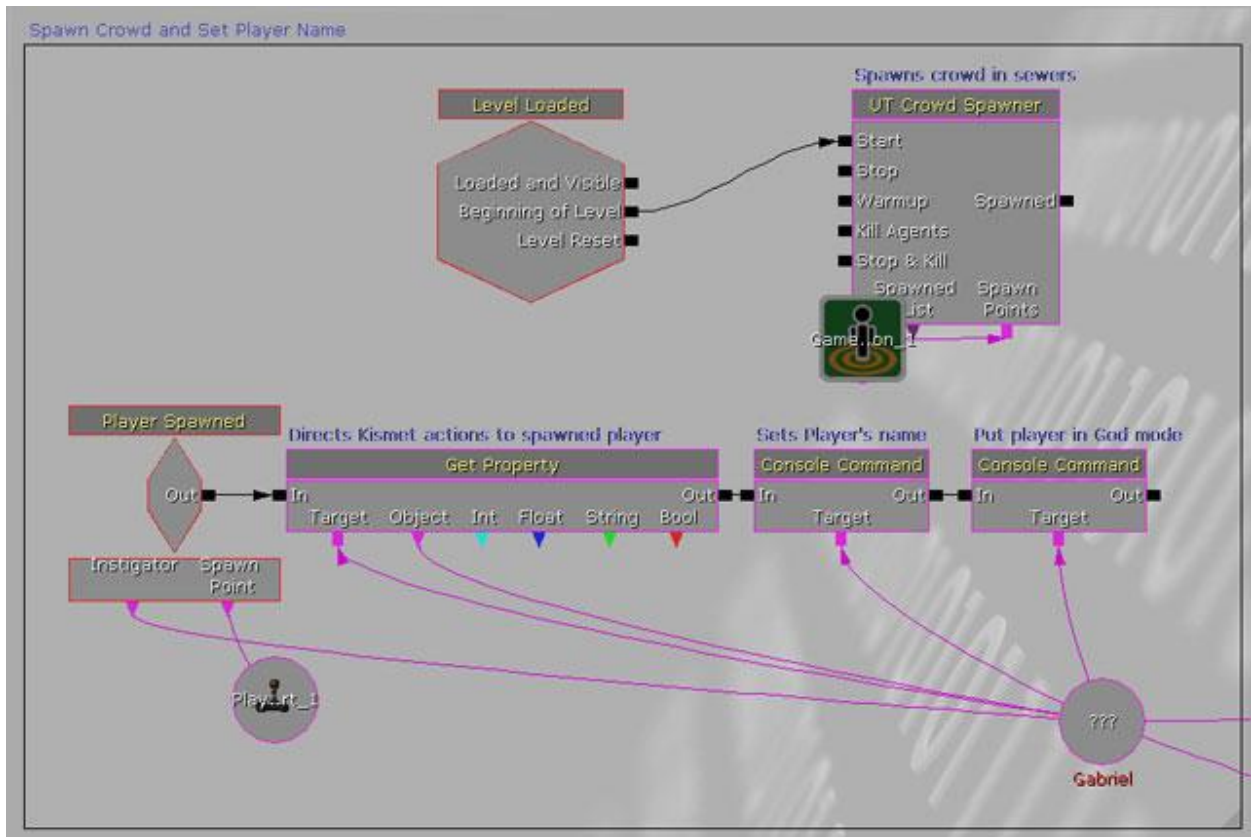 Spawn Crowd and Set Player Name
Spawns crowd in sewers
Level Loaded
UT Crowd Spawner
Loaded and Visible
Beginning of Level
Level Reset
Start
Stop
Warmup
Spawned
Kill Agents
Stop & Kill
Spawned
List
Spawn
Points
Player Spawned
Out
Instigator
Spawn
Point
Directs Kismet actions to spawned player
Get Property
In
Out
Target Object Int Float String Bool
Sets Player's name
Console Command
In
Out
Target
Put player in God mode
Console Command
In
Out
Target
???
Gabriel